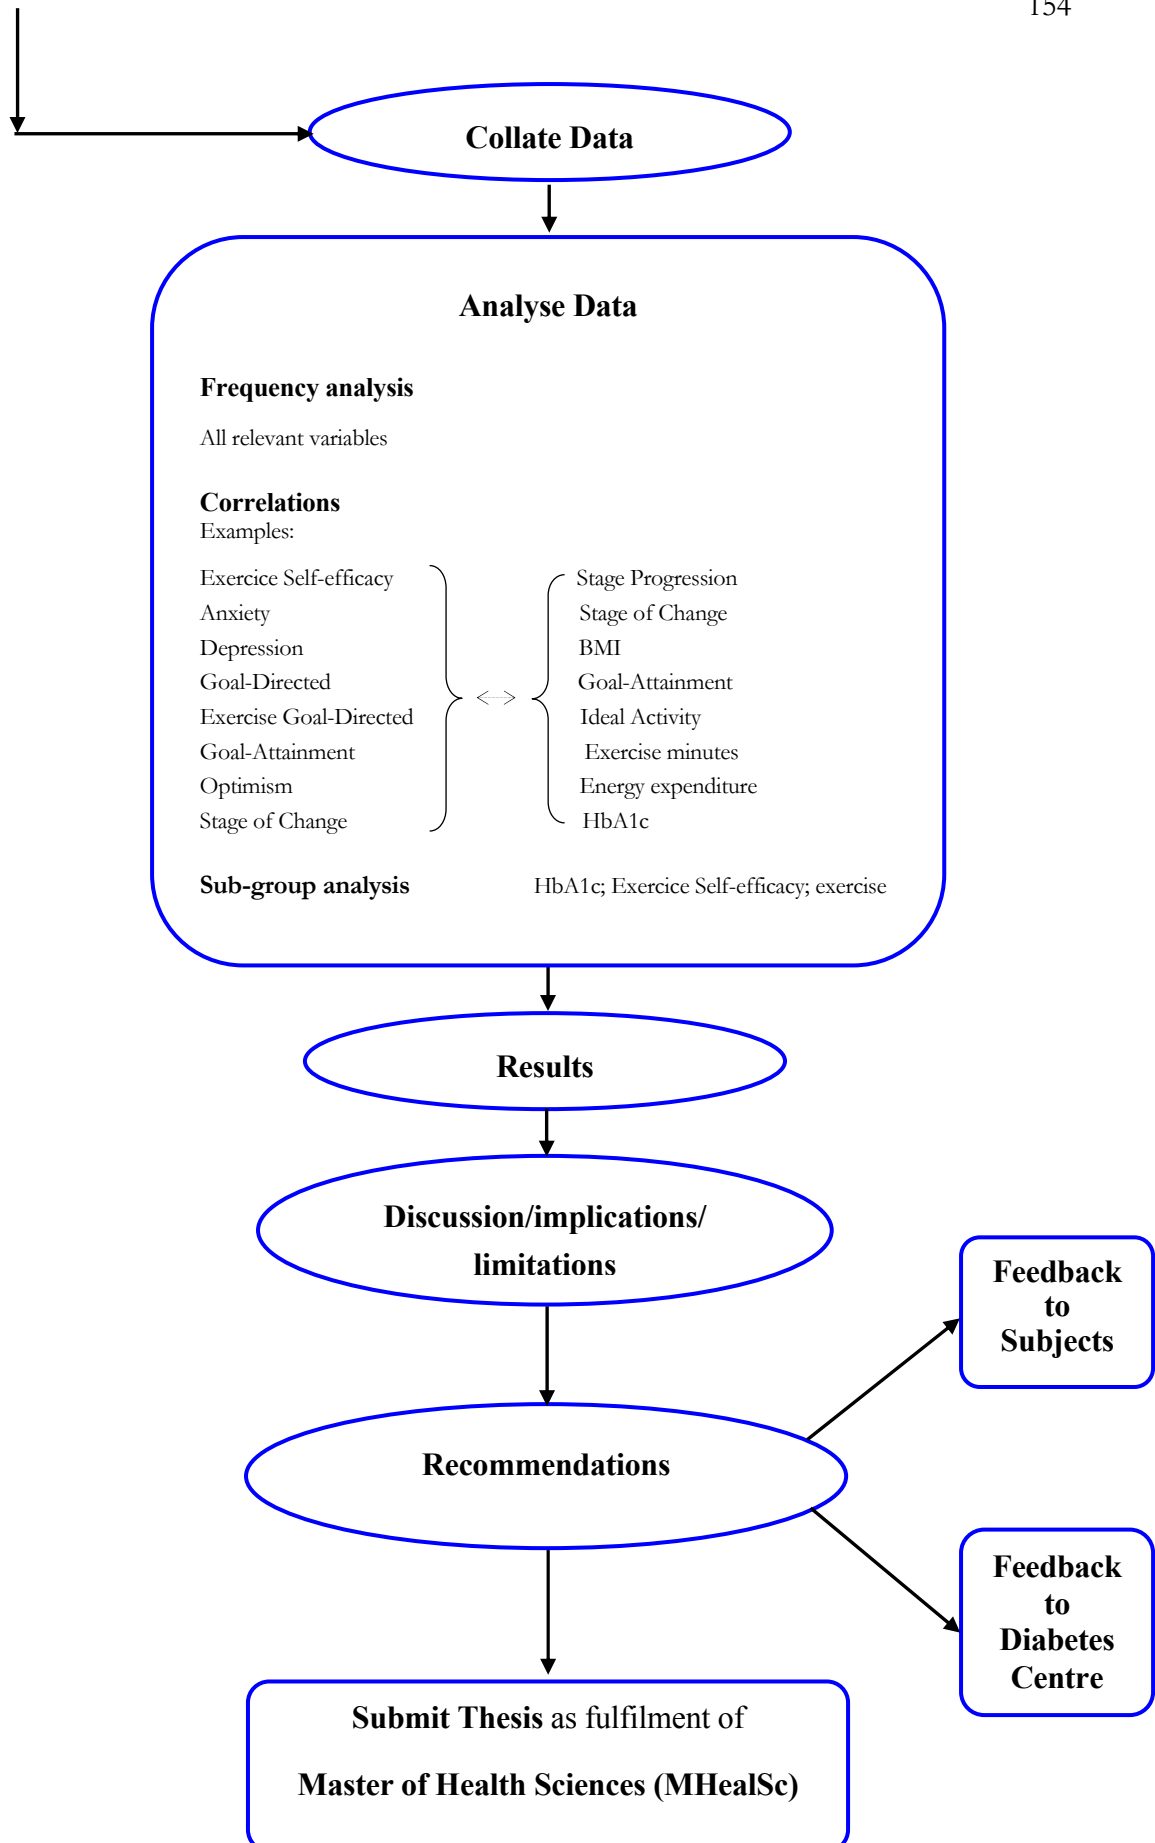 154
Collate Data
Analyse Data
Frequency analysis
All relevant variables
Correlations
Examples:
Exercice Self-efficacy Stage Progression
Anxiety Stage of Change
Depression BMI
Goal-Directed Goal-Attainment
Exercise Goal-Directed Ideal Activity
Goal-Attainment Exercise minutes
Optimism Energy expenditure
Stage of Change HbA1c
Sub-group analysis HbA1c; Exercice Self-efficacy; exercise
Results
Discussion/implications/
limitations
Feedback
to
Subjects
Recommendations
Feedback
to
Diabetes
Centre
Submit Thesis as fulfilment of
Master of Health Sciences (MHealSc)